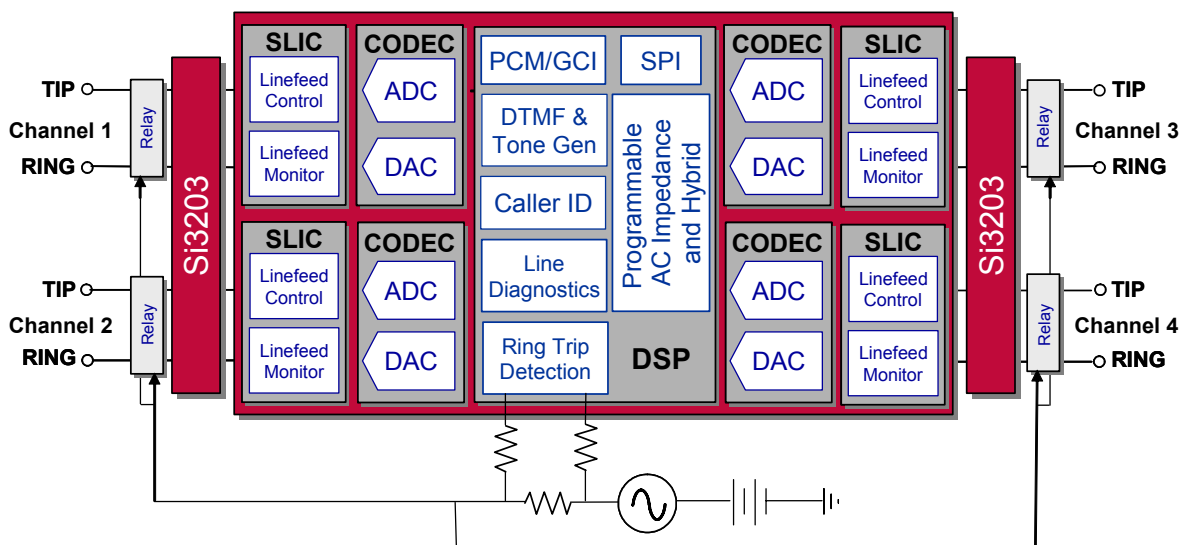 TIP
Channel 1
RING
Relay
TIP
Channel 2
RING
Relay
Si3203
SLIC
Linefeed
Control
Linefeed
Monitor
CODEC
ADC
DAC
SLIC
Linefeed
Control
Linefeed
Monitor
CODEC
ADC
DAC
PCM/GCI
SPI
DTMF &
Tone Gen
Caller ID
Line
Diagnostics
Ring Trip
Detection
Programmable
AC Impedance
and Hybrid
DSP
CODEC
ADC
DAC
SLIC
Linefeed
Control
Linefeed
Monitor
CODEC
ADC
DAC
SLIC
Linefeed
Control
Linefeed
Monitor
Si3203
Relay
TIP
Channel 3
RING
Relay
TIP
Channel 4
RING